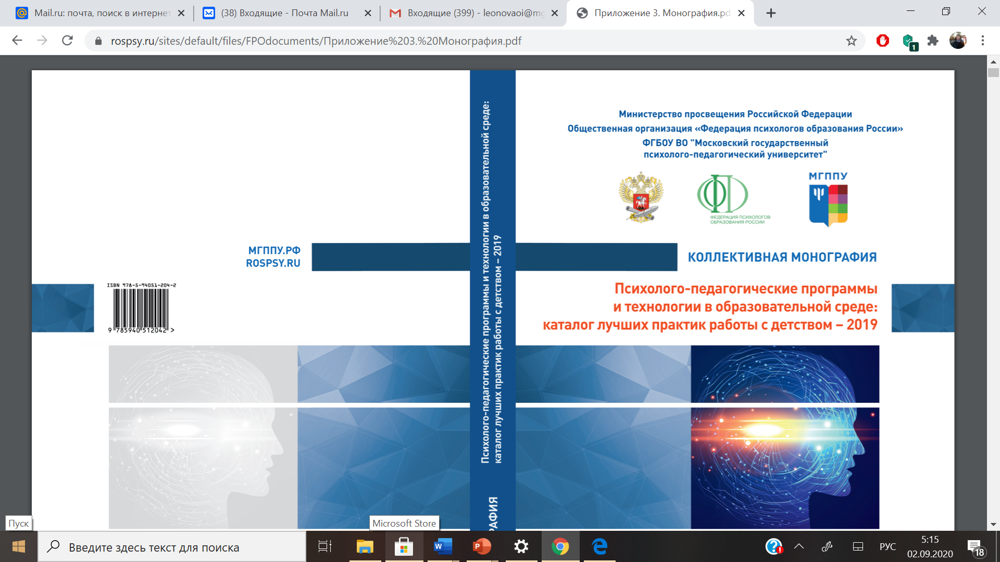 Mail.ru: почта, поиск в интернет
(38) Входящие - Почта Mail.ru
Входящие (399) - leonovaoi@mg
Приложение 3. Монография.pd
rospsy.ru/sites/default/files/FPOdocuments/Приложение%203.%20Монография.pdf
1
Министерство просвещения Российской Федерации
Общественная организация «Федерация психологов образования России»
ФГБОУ ВО "Московский государственный
психолого-педагогический университет"
ФЕДЕРАЦИЯ ПСИХОЛОГОВ
ОБРАЗОВАНИЯ РОССИИ
МГППУ
МГППУ.РФ
ROSPSY.RU
КОЛЛЕКТИВНАЯ МОНОГРАФИЯ
ISBN 978-5-94051-204-2
9 785940 512042 >
Психолого-педагогические программы
и технологии в образовательной среде:
каталог лучших практик работы с детством – 2019
Психолого-педагогические программы и технологии в образовательной среде:
каталог лучших практик работы с детством – 2019
РАФИЯ
Пуск
Microsoft Store
Введите здесь текст для поиска
РУС
5:15
02.09.2020
18